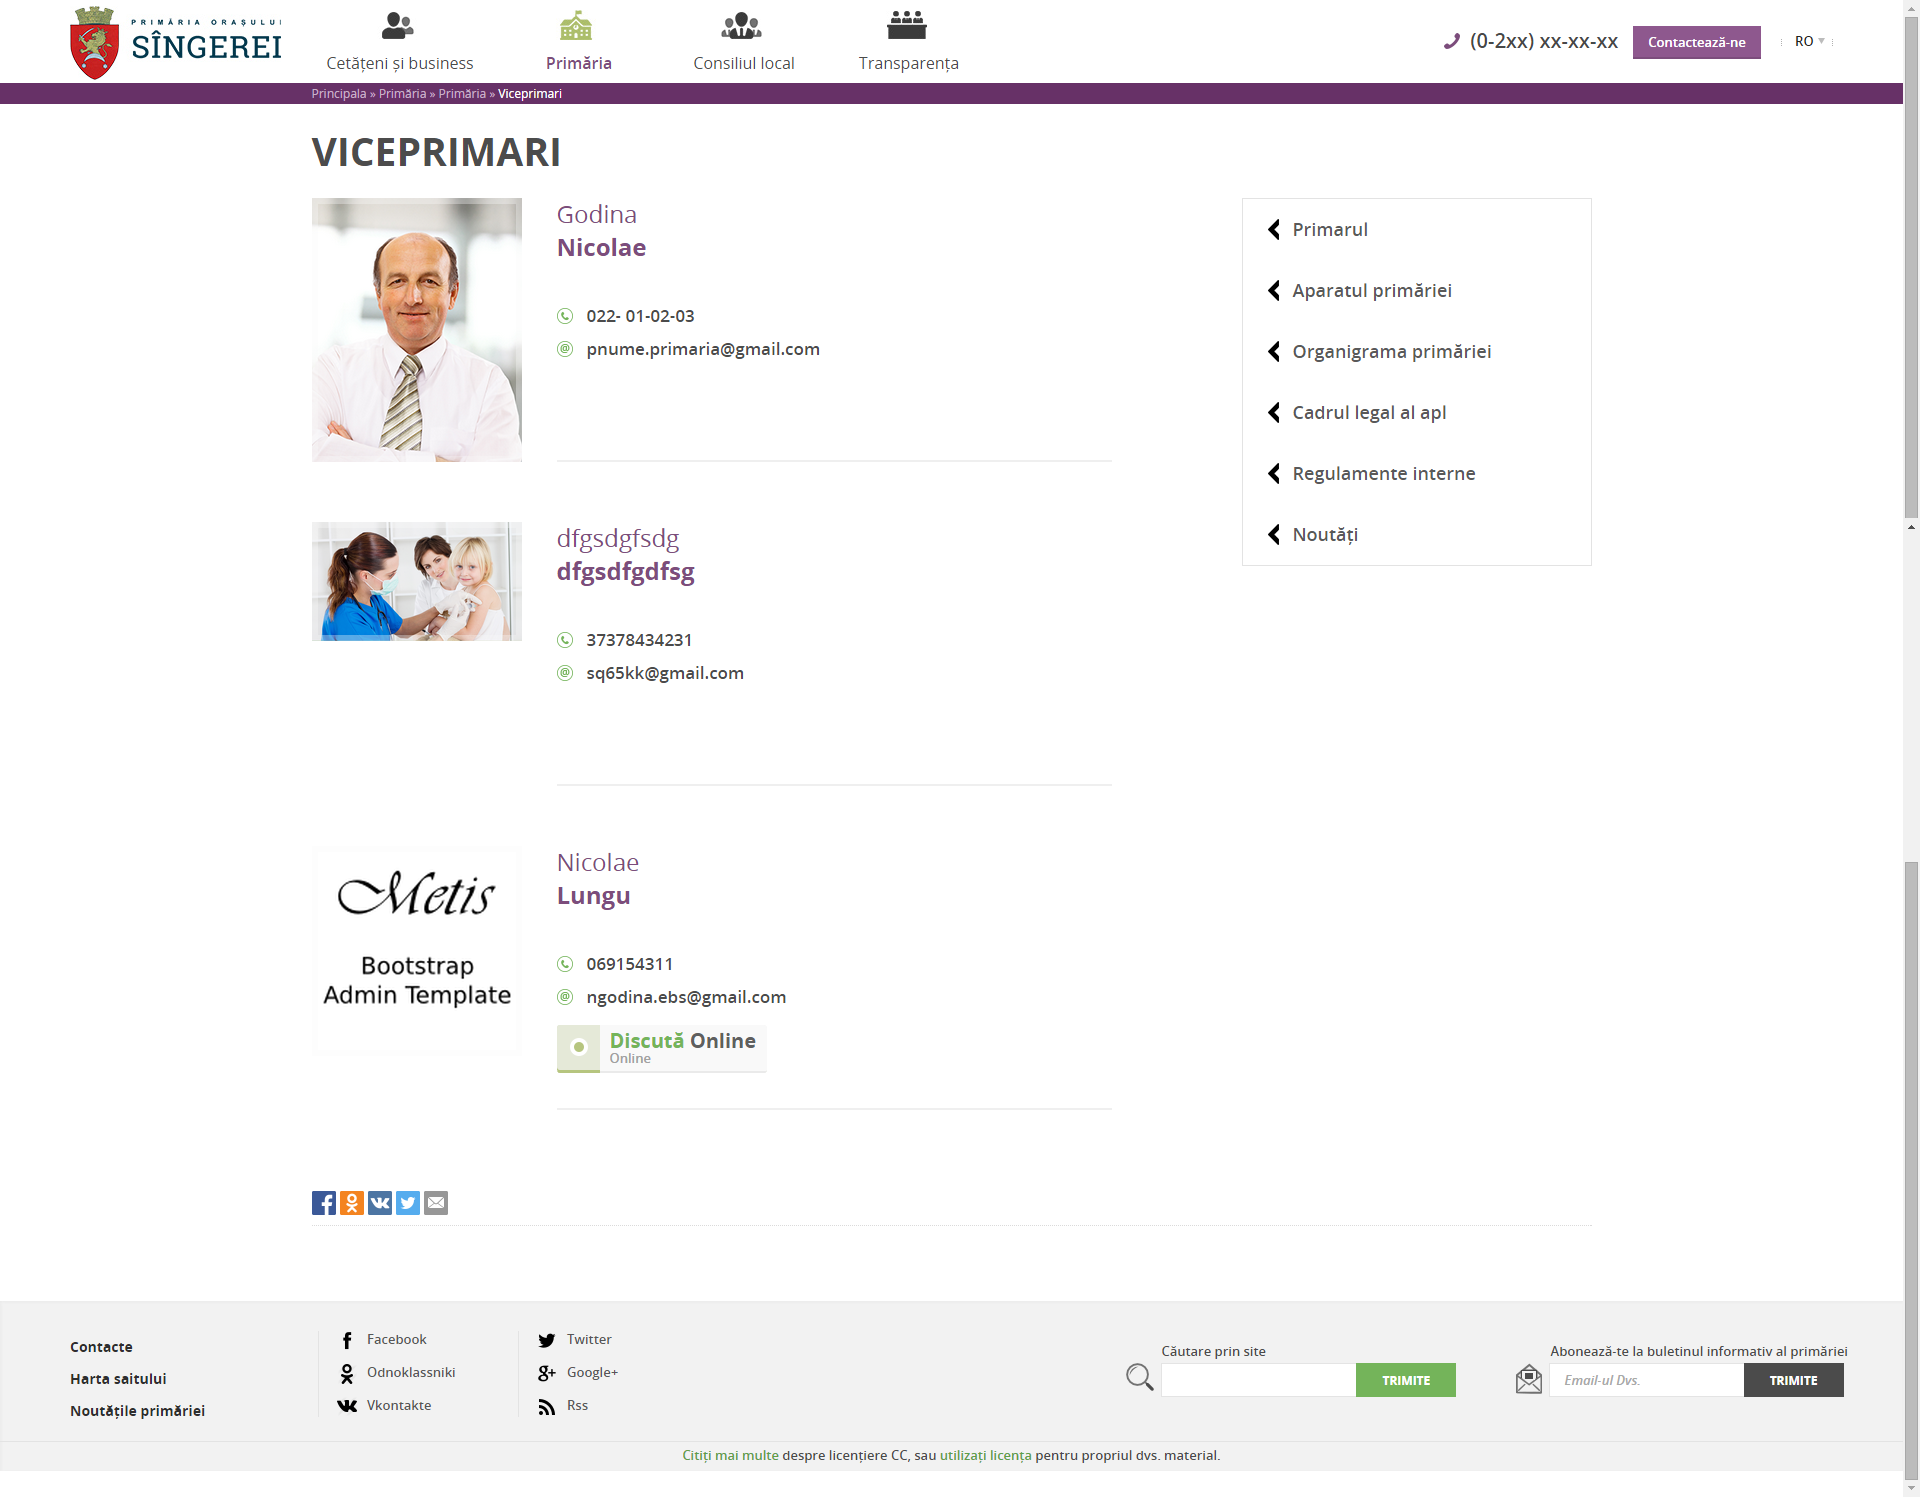 PRIMĂRIA ORAȘULUI
SÎNGEREI
Cetățeni și business
Primăria
Consiliul local
Transparența
(0-2xx) xx-xx-xx
Contactează-ne
RO
Principala » Primăria » Primăria » Viceprimari
VICEPRIMARI
Godina
Nicolae
022- 01-02-03
pnume.primaria@gmail.com
dfgsdgfsdg
dfgsdfgdfsg
37378434231
sq65kk@gmail.com
Metis
Bootstrap
Admin Template
Nicolae
Lungu
069154311
ngodina.ebs@gmail.com
Discută Online
Online
Primarul
Aparatul primăriei
Organigrama primăriei
Cadrul legal al apl
Regulamente interne
Noutăți
Contacte
Harta saitului
Noutățile primăriei
Facebook
Odnoklassniki
Vkontakte
Twitter
Google+
Rss
Căutare prin site
TRIMITE
Abonează-te la buletinul informativ al primăriei
Email-ul Dvs.
TRIMITE
Citiți mai multe despre licențiere CC, sau utilizați licența pentru propriul dvs. material.